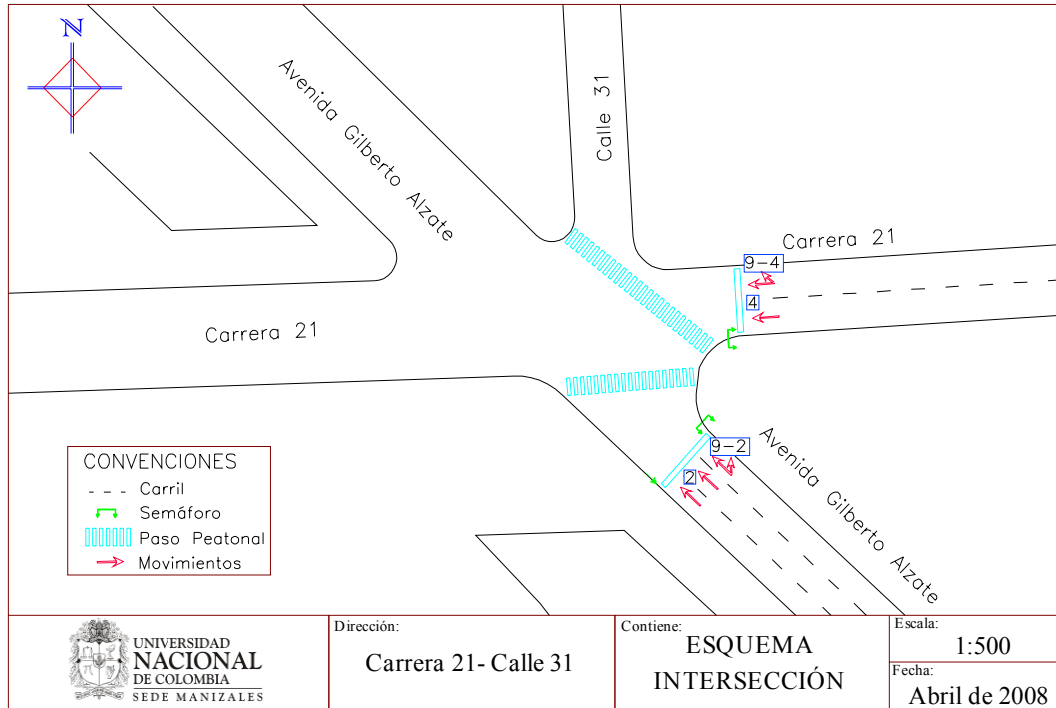 N
Avenida Gilberto Alzate
Calle 31
Carrera 21
9-4
4
Carrera 21
9-2
2
Avenida Gilberto Alzate
CONVENCIONES
Carril
Semáforo
Paso Peatonal
Movimientos
UNIVERSIDAD
NACIONAL
DE COLOMBIA
SEDE MANIZALES
Dirección:
Carrera 21- Calle 31
Contiene:
ESQUEMA
INTERSECCIÓN
Escala:
1:500
Fecha:
Abril de 2008